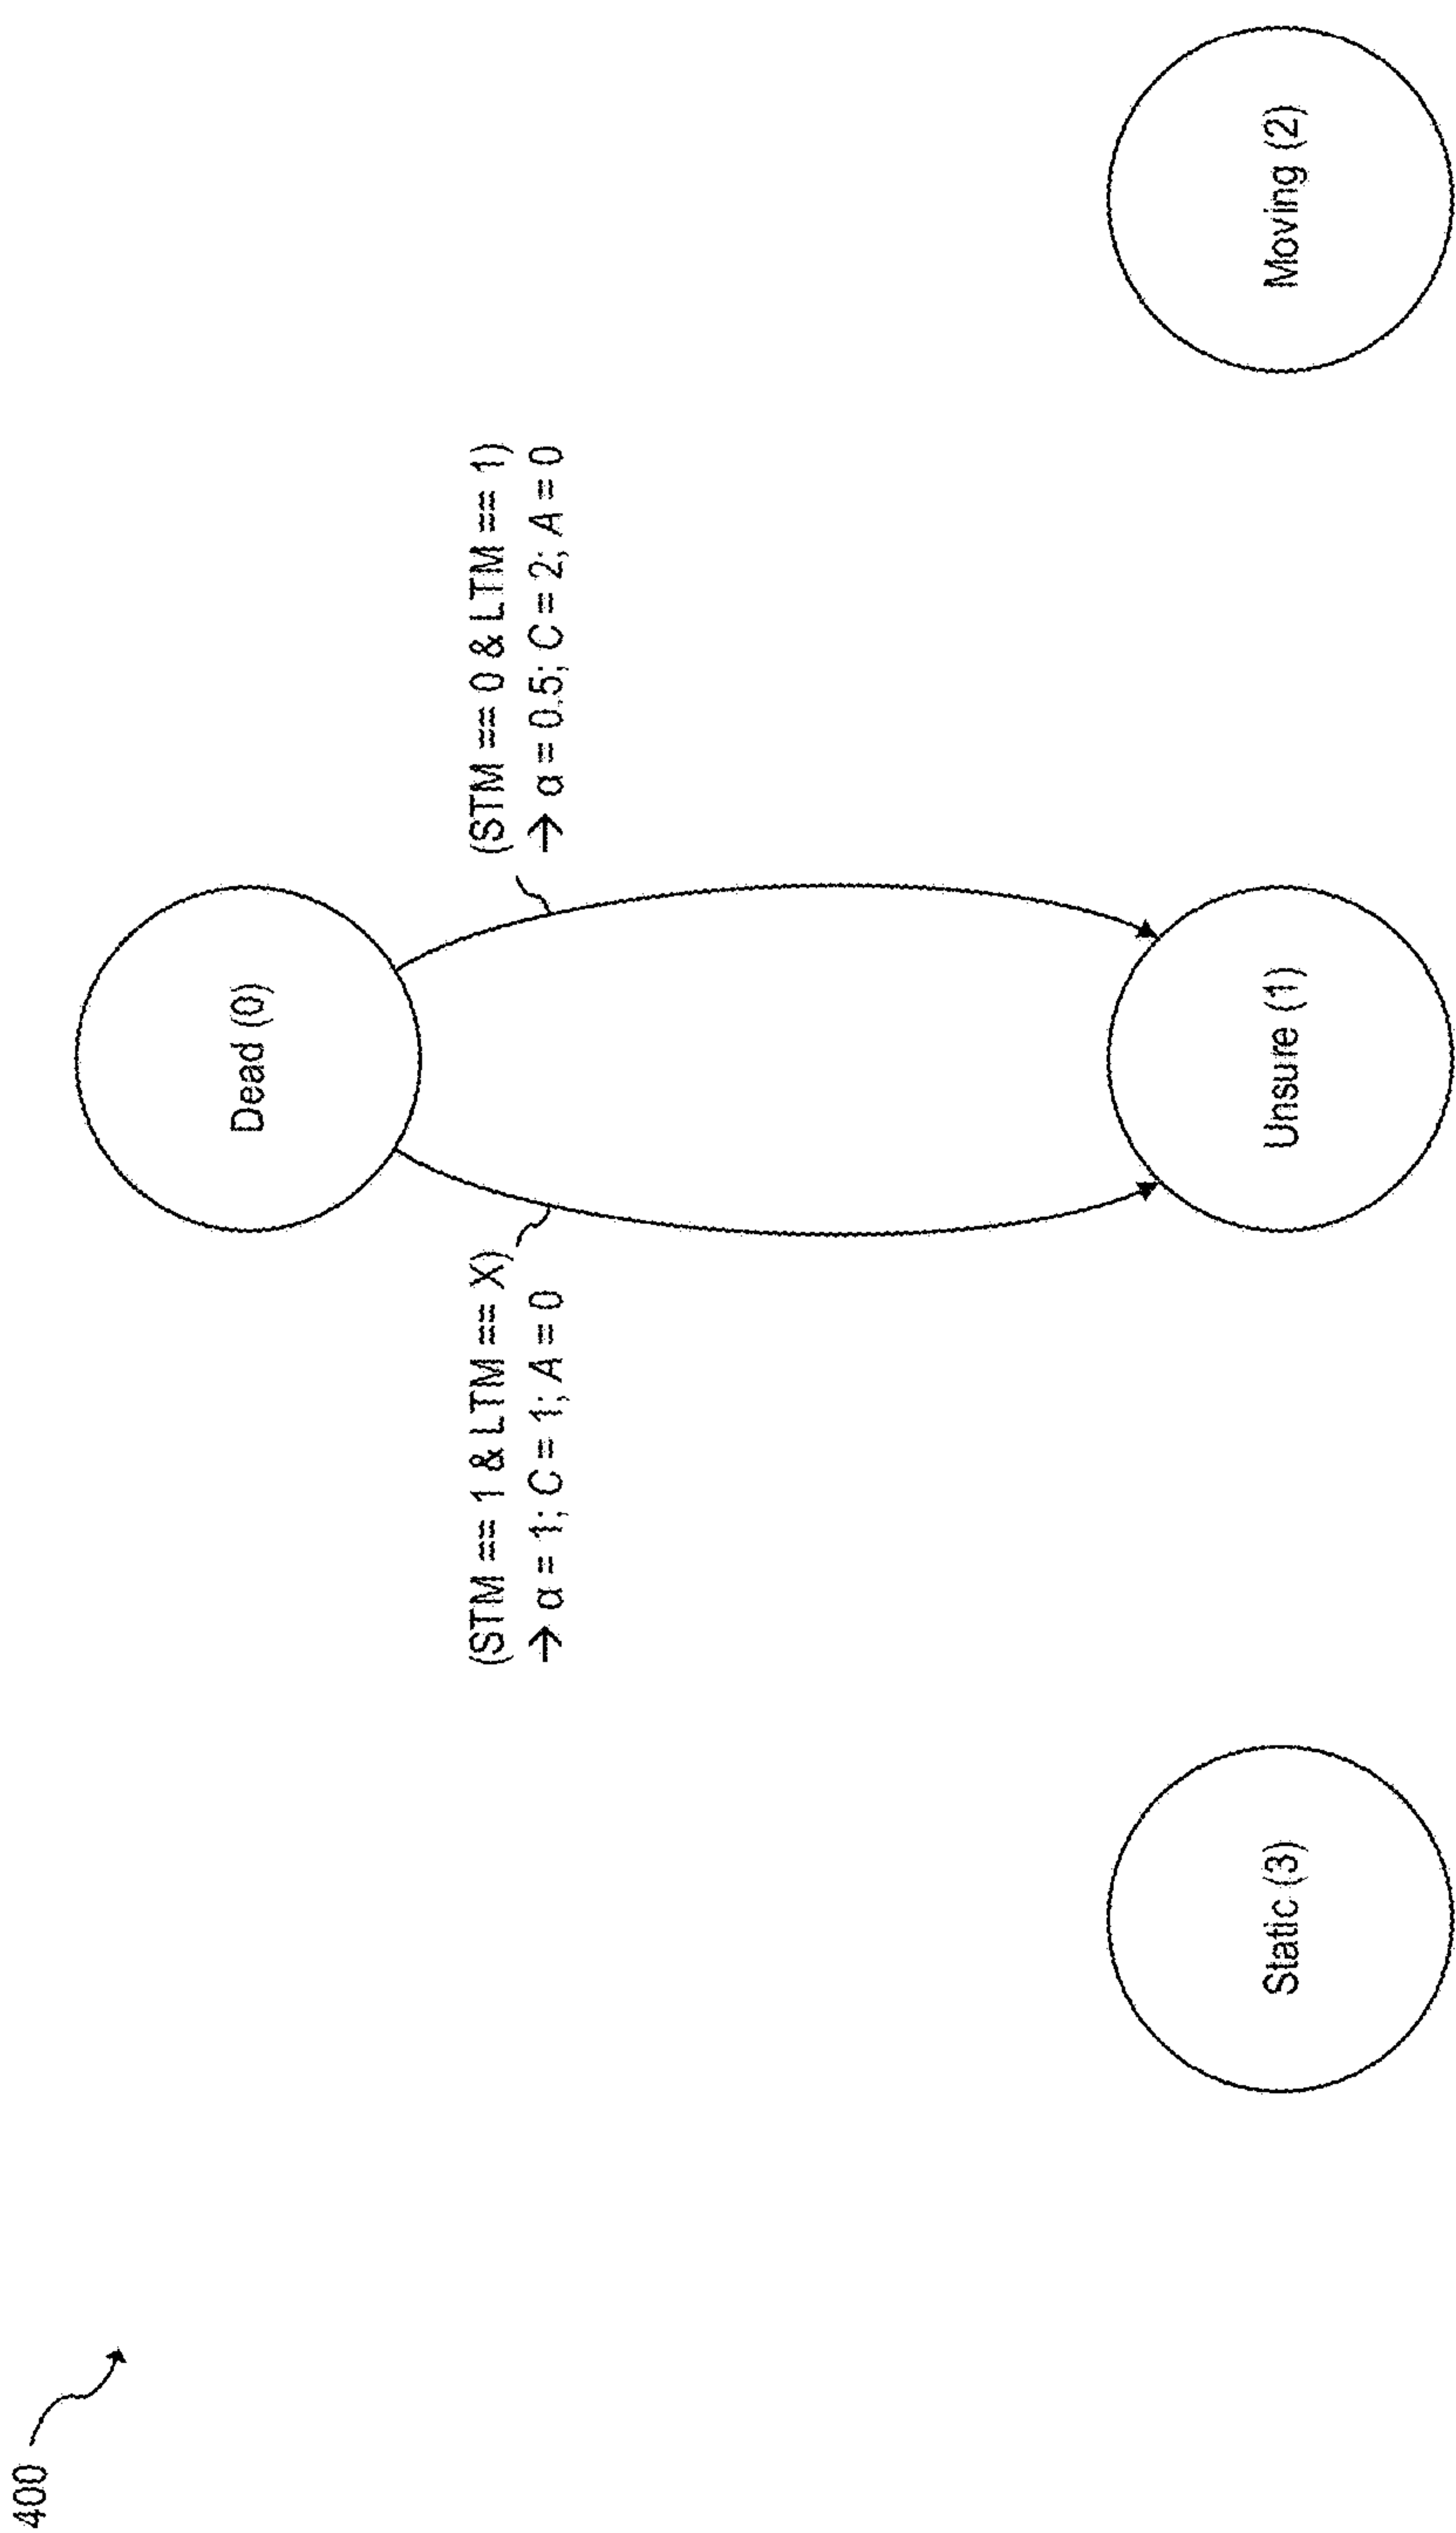 400
Dead (0)
(STM == 1 & LTM == X)
→ α = 1; C = 1; A = 0
(STM == 0 & LTM == 1)
→ α = 0.5; C = 2; A = 0
Static (3)
Unsure (1)
Moving (2)